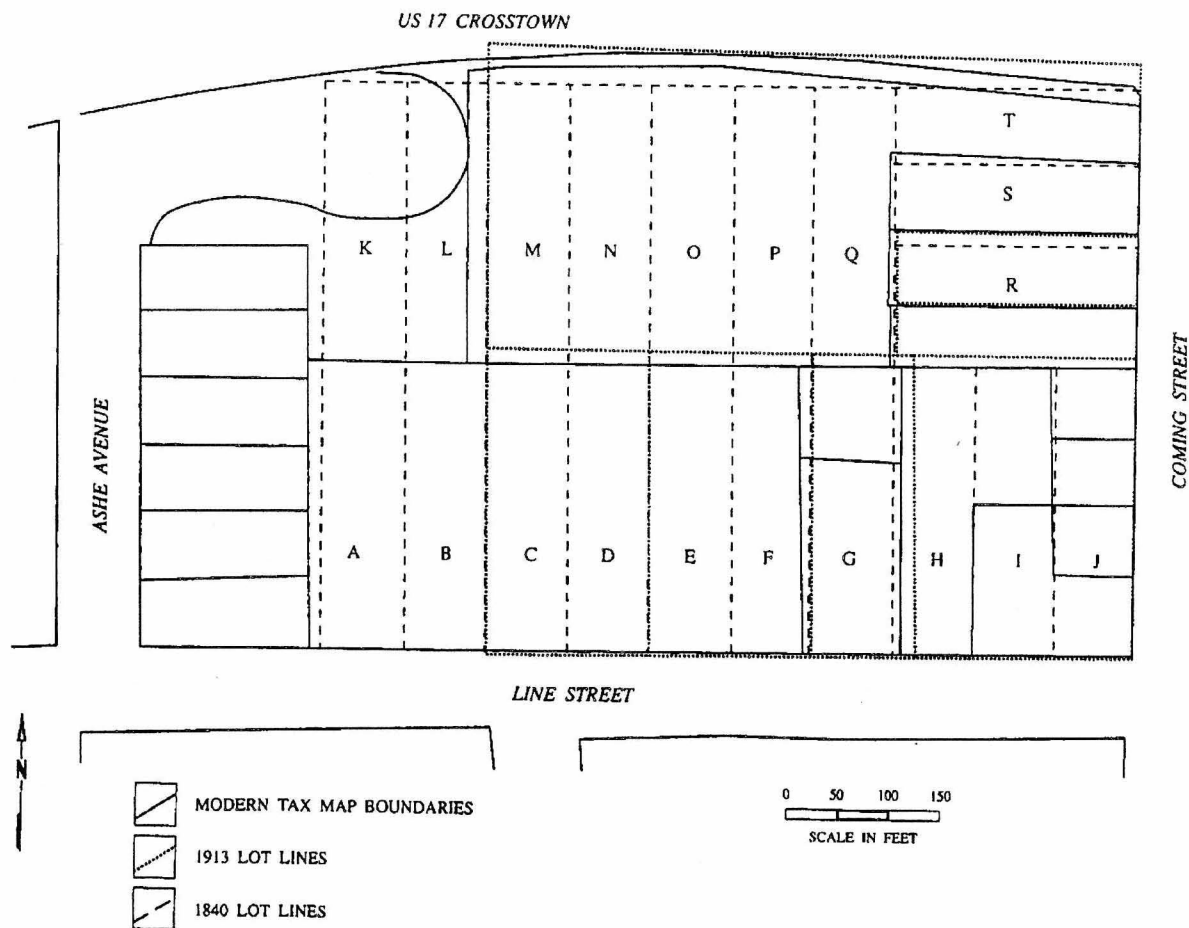 US 17 CROSSTOWN
T
S
K L M N O P Q
R
ASHE AVENUE
COMING STREET
A B C D E F G H I J
LINE STREET
N
MODERN TAX MAP BOUNDARIES
1913 LOT LINES
1840 LOT LINES
0 50 100 150
SCALE IN FEET